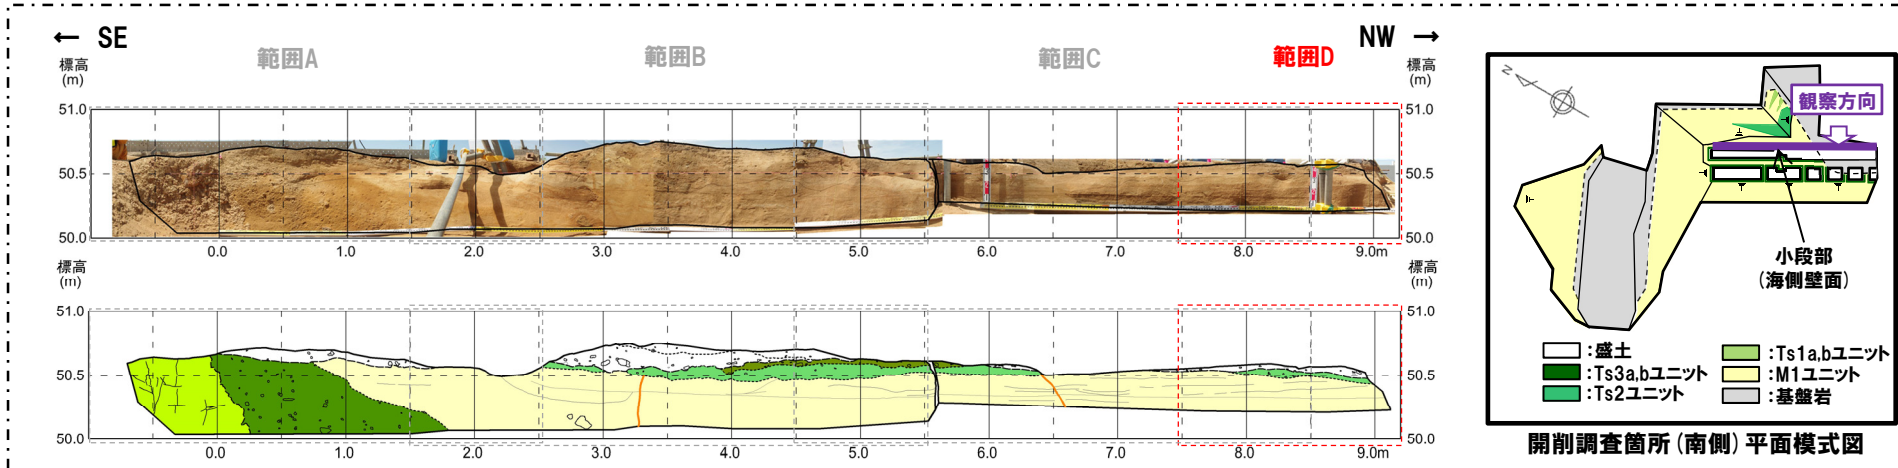 ← SE
NW →
範囲A
範囲B
範囲C
範囲D
標高
(m)
標高
(m)
51.0
50.5
50.0
51.0
50.5
50.0
0.0 1.0 2.0 3.0 4.0 5.0 6.0 7.0 8.0 9.0m
標高
(m)
標高
(m)
51.0
50.5
50.0
51.0
50.5
50.0
0.0 1.0 2.0 3.0 4.0 5.0 6.0 7.0 8.0 9.0m
N
観察方向
小段部
(海側壁面)
:盛土
:Ts3a,bユニット
:Ts2ユニット
:Ts1a,bユニット
:M1ユニット
:基盤岩
開削調査箇所(南側)平面模式図